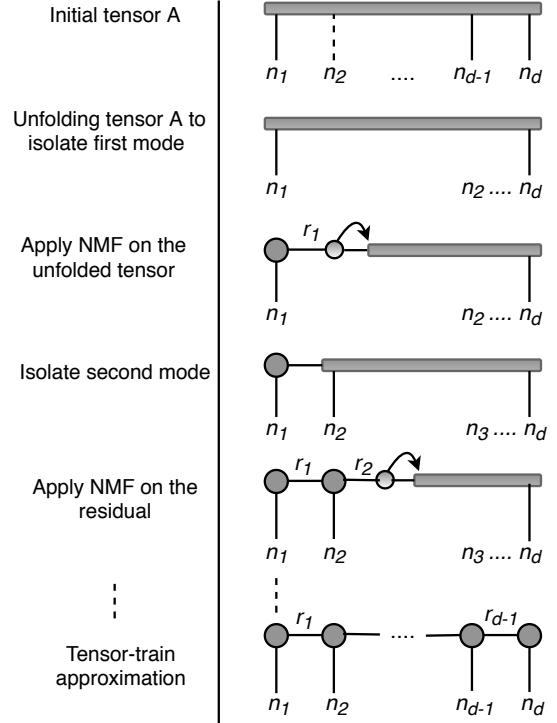 Initial tensor A
n1 n2 .... nd-1 nd
Unfolding tensor A to
isolate first mode
n1 n2 .... nd
r1
Apply NMF on the
unfolded tensor
n1 n2 .... nd
Isolate second mode
n1 n2 n3 .... nd
r1 r2
Apply NMF on the
residual
n1 n2 n3 .... nd
r1 .... rd-1
Tensor-train
approximation
n1 n2 nd-1 nd